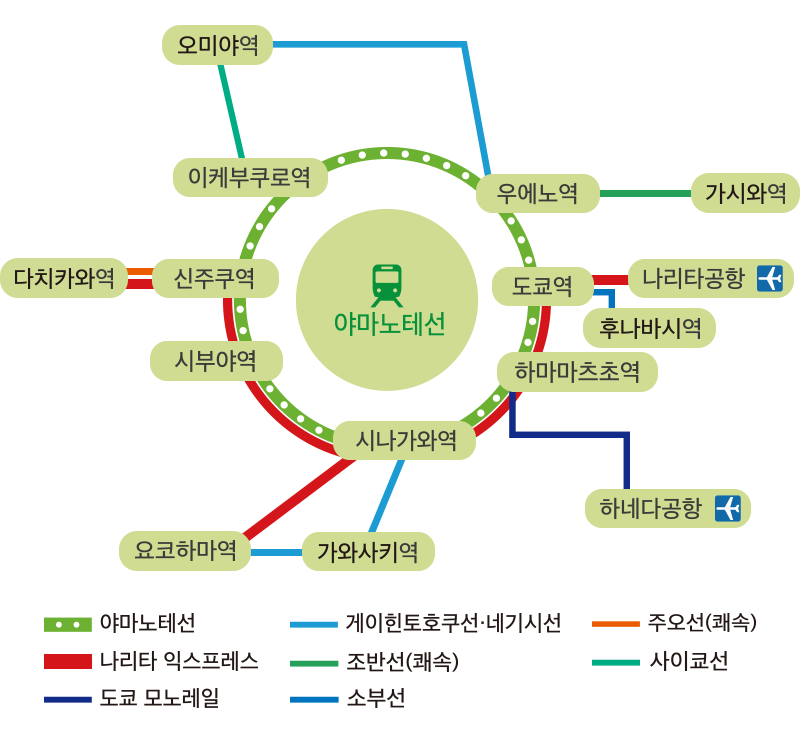 오미야역
이케부쿠로역
우에노역
가시와역
다치카와역
신주쿠역
도쿄역
나리타공항
야마노테선
후나바시역
시부야역
하마마츠초역
시나가와역
하네다공항
요코하마역
가와사키역
야마노테선
게이힌토호쿠선·네기시선
주오선(쾌속)
나리타 익스프레스
조반선(쾌속)
사이쿄선
도쿄 모노레일
소부선